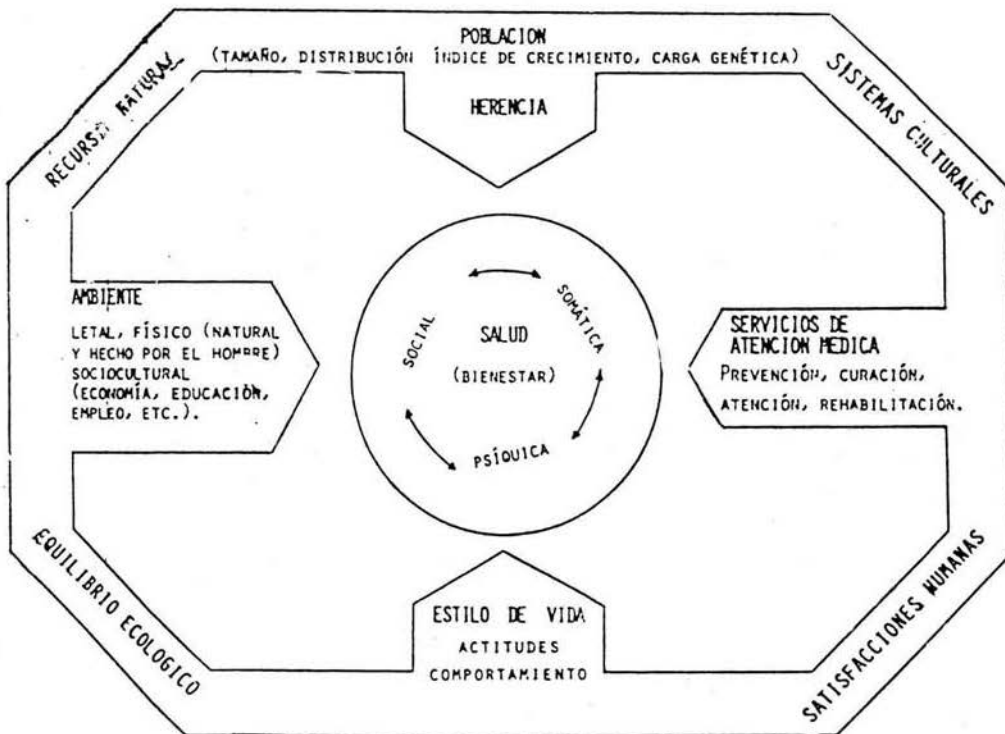 POBLACION
(TAMAÑO, DISTRIBUCIÓN ÍNDICE DE CRECIMIENTO, CARGA GENÉTICA)
HERENCIA
RECURSO NATURAL
SISTEMAS CULTURALES
AMBIENTE
LETAL, FÍSICO (NATURAL
Y HECHO POR EL HOMBRE)
SOCIOCULTURAL
(ECONOMÍA, EDUCACIÓN,
EMPLEO, ETC.).
SOCIAL
SOMÁTICA
SALUD
(BIENESTAR)
PSÍQUICA
SERVICIOS DE
ATENCION MEDICA
PREVENCIÓN, CURACIÓN,
ATENCIÓN, REHABILITACIÓN.
ESTILO DE VIDA
ACTITUDES
COMPORTAMIENTO
EQUILIBRIO ECOLOGICO
SATISFACCIONES HUMANAS